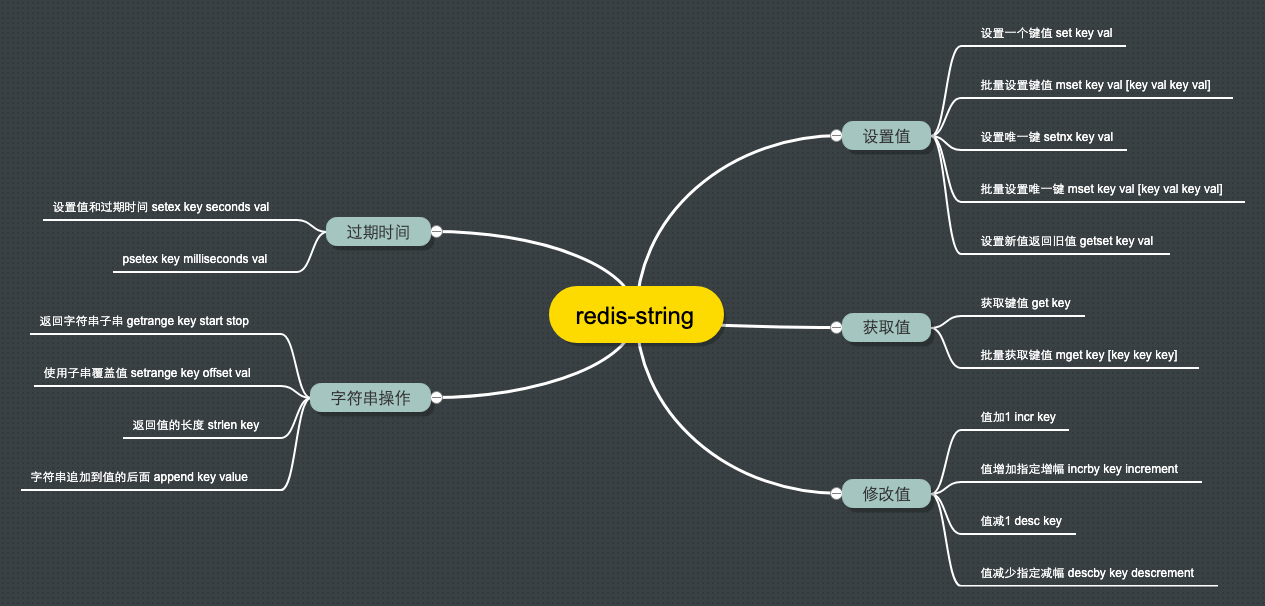 redis-string
设置值
设置一个键值 set key val
批量设置键值 mset key val [key val key val]
设置唯一键 setnx key val
批量设置唯一键 mset key val [key val key val]
设置新值返回旧值 getset key val
获取值
获取键值 get key
批量获取键值 mget key [key key key]
修改值
值加1 incr key
值增加指定增幅 incrby key increment
值减1 desc key
值减少指定减幅 descby key descrement
过期时间
设置值和过期时间 setex key seconds val
psetex key milliseconds val
字符串操作
返回字符串子串 getrange key start stop
使用子串覆盖值 setrange key offset val
返回值的长度 strlen key
字符串追加到值的后面 append key value